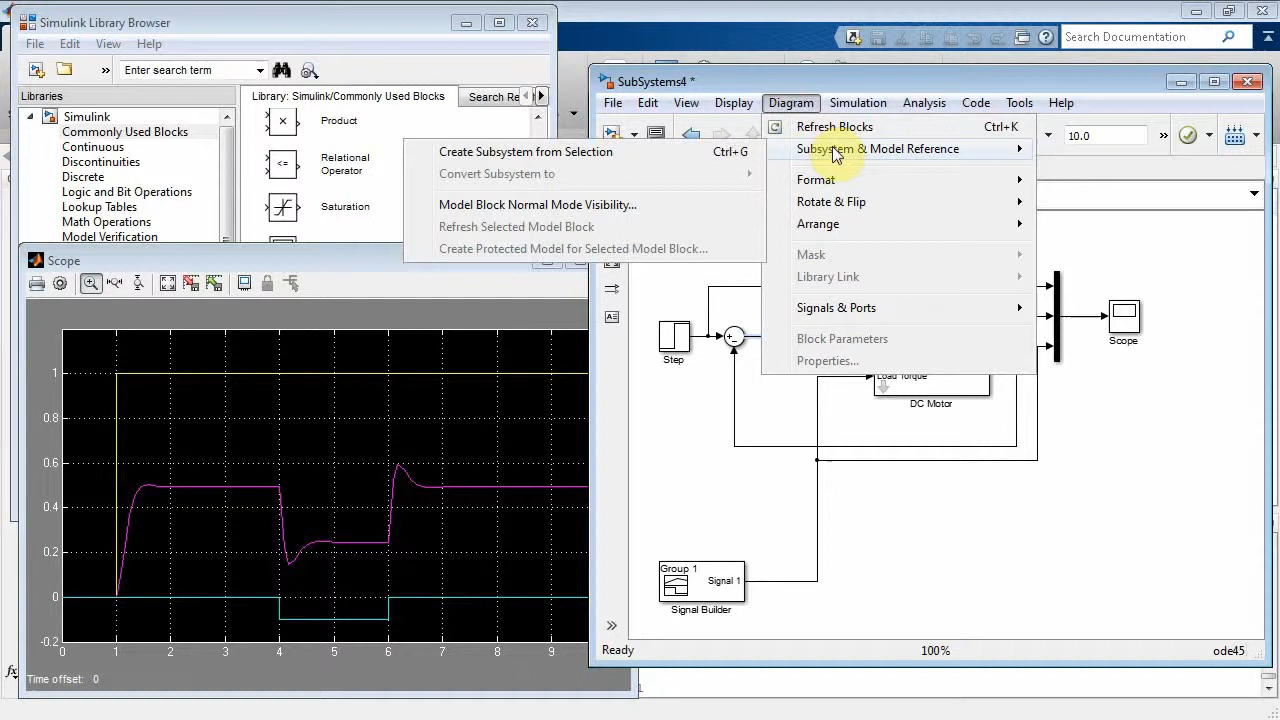 Simulink Library Browser
File Edit View Help
» Enter search term
Libraries
Library: Simulink/Commonly Used Blocks
Search Re
Simulink
Commonly Used Blocks
Continuous
Discontinuities
Discrete
Logic and Bit Operations
Lookup Tables
Math Operations
Model Verification
Product
<=
Relational
Operator
Saturation
Search Documentation
SubSystems4 *
File Edit View Display Diagram Simulation Analysis Code Tools Help
10.0 »
Refresh Blocks Ctrl+K
Subsystem & Model Reference
Format
Rotate & Flip
Arrange
Mask
Library Link
Signals & Ports
Block Parameters
Properties...
Create Subsystem from Selection Ctrl+G
Convert Subsystem to
Model Block Normal Mode Visibility...
Refresh Selected Model Block
Create Protected Model for Selected Model Block...
Step
Scope
Load Torque
DC Motor
Group 1
Signal 1
Signal Builder
»
Ready 100% ode45
Scope
1
0.8
0.6
0.4
0.2
0
-0.2
0 1 2 3 4 5 6 7 8 9
Time offset: 0
fx